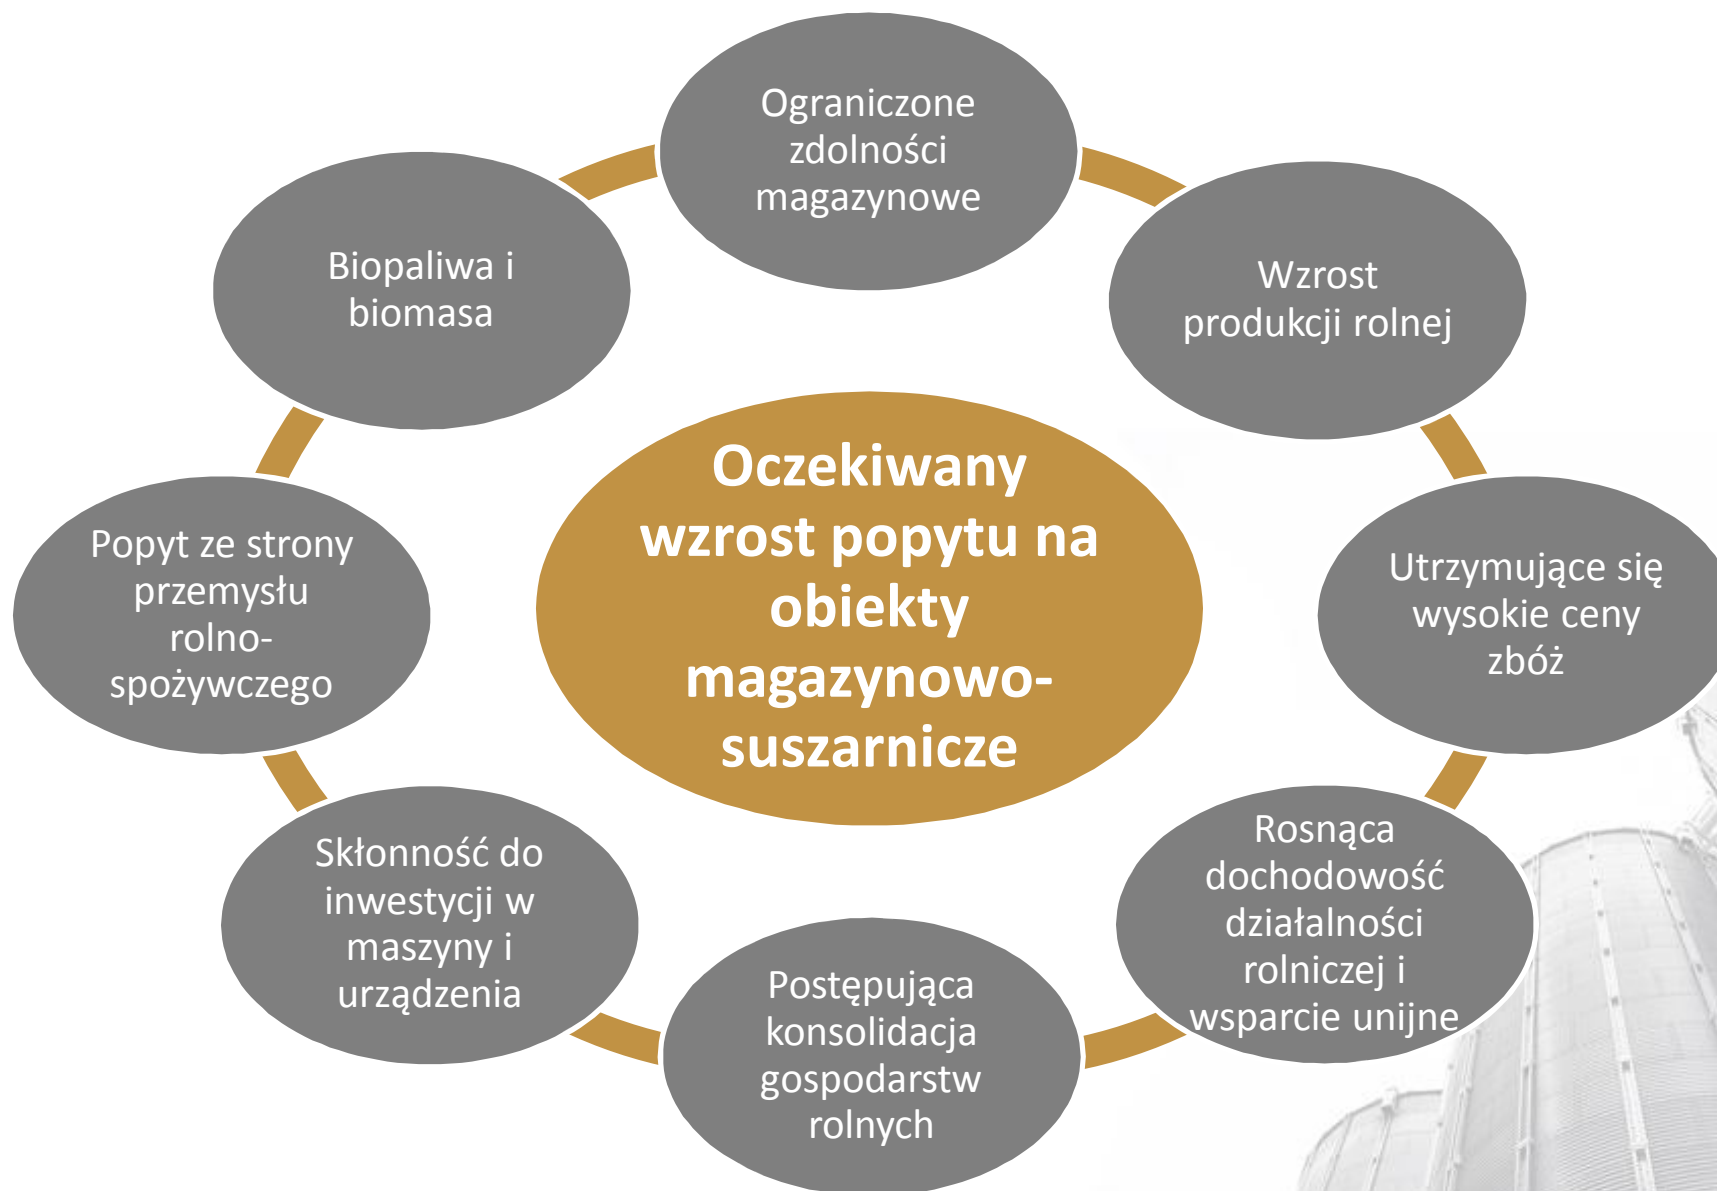 Ograniczone
zdolności
magazynowe
Wzrost
produkcji rolnej
Utrzymujące się
wysokie ceny
zbóż
Rosnąca
dochodowość
działalności
rolniczej i
wsparcie unijne
Postępująca
konsolidacja
gospodarstw
rolnych
Skłonność do
inwestycji w
maszyny i
urządzenia
Popyt ze strony
przemysłu
rolno-
spożywczego
Biopaliwa i
biomasa
Oczekiwany
wzrost popytu na
obiekty
magazynowo-
suszarnicze